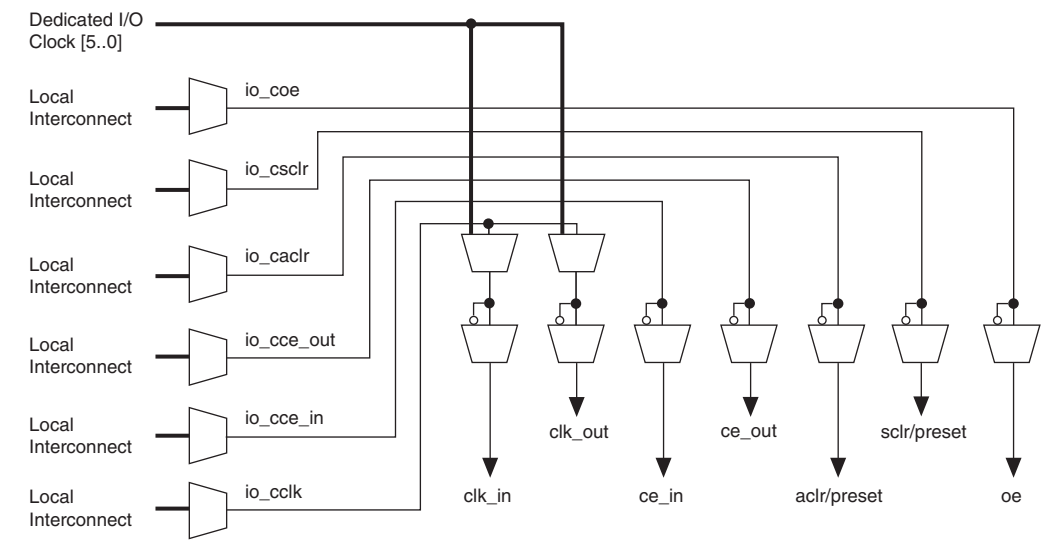 Dedicated I/O
Clock [5..0]
Local
Interconnect
io_coe
Local
Interconnect
io_csclr
Local
Interconnect
io_caclr
Local
Interconnect
io_cce_out
Local
Interconnect
io_cce_in
Local
Interconnect
io_cclk
clk_out
ce_out
sclr/preset
clk_in
ce_in
aclr/preset
oe